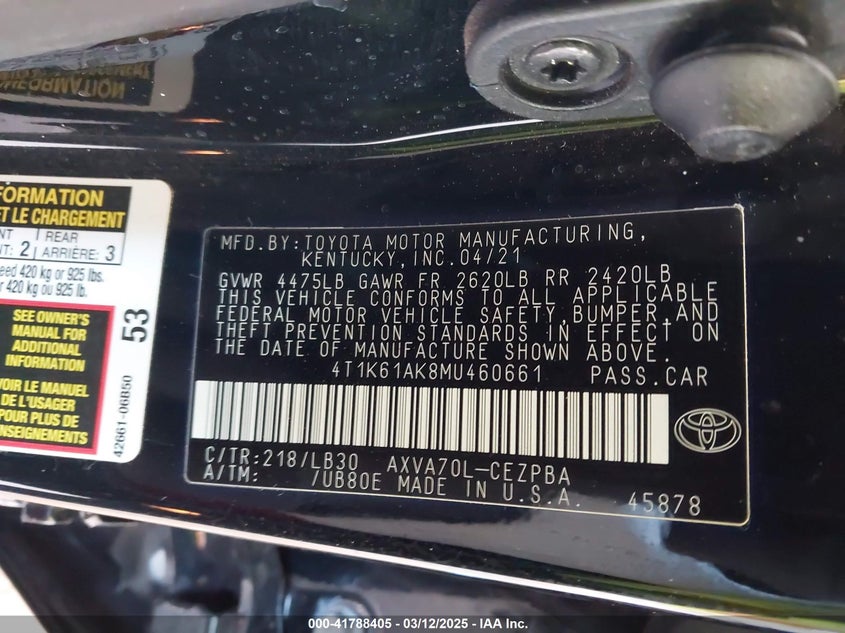 FORMATION
ET LE CHARGEMENT
NT : 2 | REAR
ARRIÈRE: 3
eed 420 kg or 925 lbs.
r 420 kg ou 925 lb.
SEE OWNER'S
MANUAL FOR
ADDITIONAL
INFORMATION
VOIR LE MANUEL
DE L'USAGER
POUR PLUS DE
RENSEIGNEMENTS
53
42661-06B50
MFD.BY:TOYOTA MOTOR MANUFACTURING,
KENTUCKY,INC.04/21
GVWR 4475LB GAWR FR 2620LB RR 2420LB
THIS VEHICLE CONFORMS TO ALL APPLICABLE
FEDERAL MOTOR VEHICLE SAFETY,BUMPER,AND
THEFT PREVENTION STANDARDS IN EFFECT ON
THE DATE OF MANUFACTURE SHOWN ABOVE.
4T1K61AK8MU460661 PASS.CAR
C/TR:218/LB30 AXVA70L-CEZPBA
A/TM: /UB80E MADE IN U.S.A. 45878
000-41788405 - 03/12/2025 - IAA Inc.